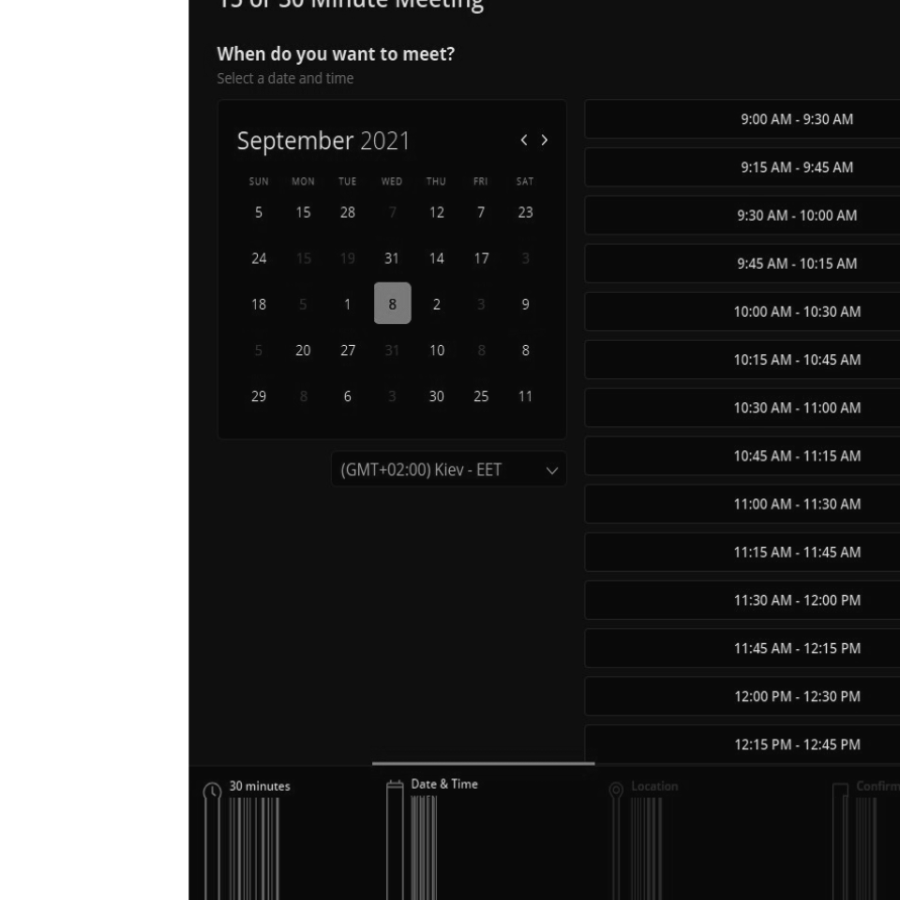 15 or 30 Minute Meeting
When do you want to meet?
Select a date and time
September 2021
SUN MON TUE WED THU FRI SAT
5 15 28 7 12 7 23
24 15 19 31 14 17 3
18 5 1 8 2 3 9
5 20 27 31 10 8 8
29 8 6 3 30 25 11
(GMT+02:00) Kiev - EET
9:00 AM - 9:30 AM
9:15 AM - 9:45 AM
9:30 AM - 10:00 AM
9:45 AM - 10:15 AM
10:00 AM - 10:30 AM
10:15 AM - 10:45 AM
10:30 AM - 11:00 AM
10:45 AM - 11:15 AM
11:00 AM - 11:30 AM
11:15 AM - 11:45 AM
11:30 AM - 12:00 PM
11:45 AM - 12:15 PM
12:00 PM - 12:30 PM
12:15 PM - 12:45 PM
30 minutes
Date & Time
Location
Confirm